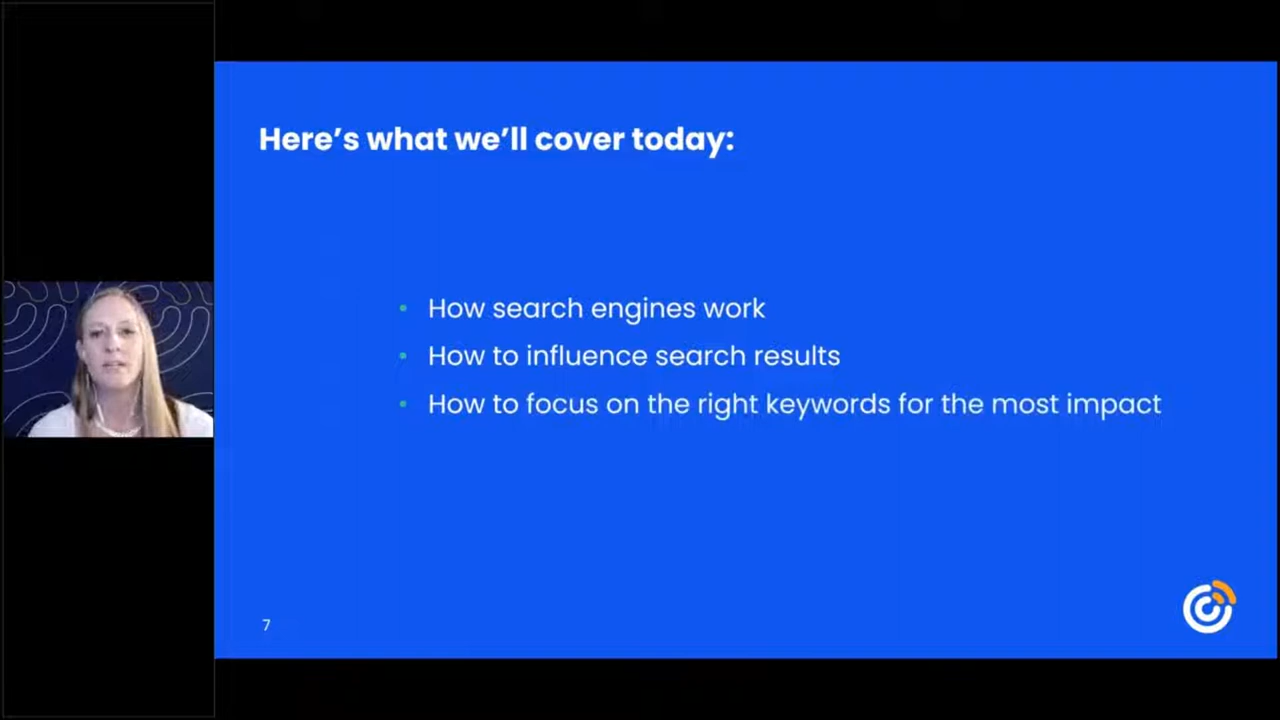 Here’s what we’ll cover today:
• How search engines work
• How to influence search results
• How to focus on the right keywords for the most impact
7